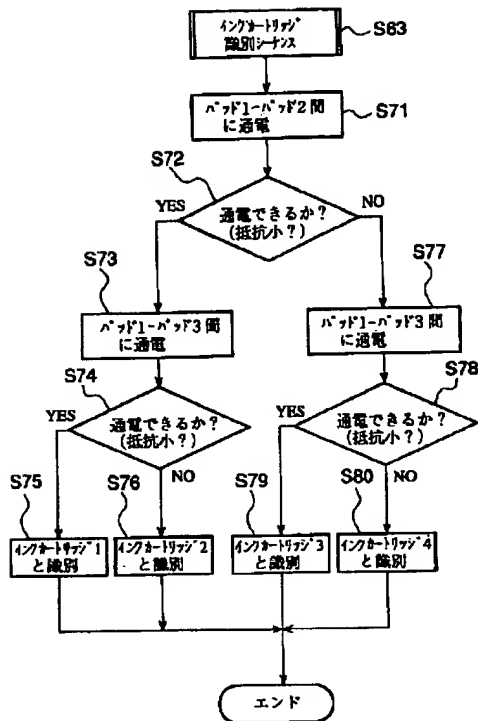 インクカートリッジ
識別シーケンス
S63
パッド1-パッド2間
に通電
S71
S72
YES
通電できるか?
(抵抗小?)
NO
S73
パッド1-パッド3間
に通電
S77
パッド1-パッド3間
に通電
S74
YES
通電できるか?
(抵抗小?)
NO
S78
YES
通電できるか?
(抵抗小?)
NO
S75
インクカートリッジ1
と識別
S76
インクカートリッジ2
と識別
S79
インクカートリッジ3
と識別
S80
インクカートリッジ4
と識別
エンド